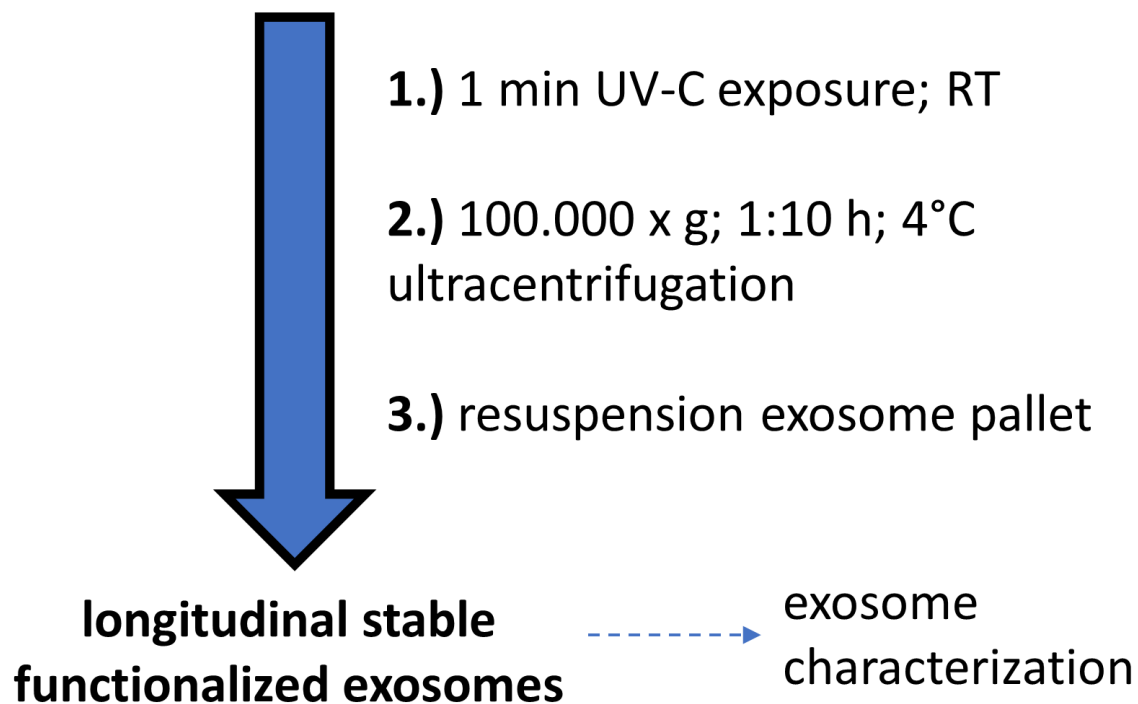 1.) 1 min UV-C exposure; RT
2.) 100.000 x g; 1:10 h; 4°C
ultracentrifugation
3.) resuspension exosome pallet
longitudinal stable
functionalized exosomes
exosome
characterization